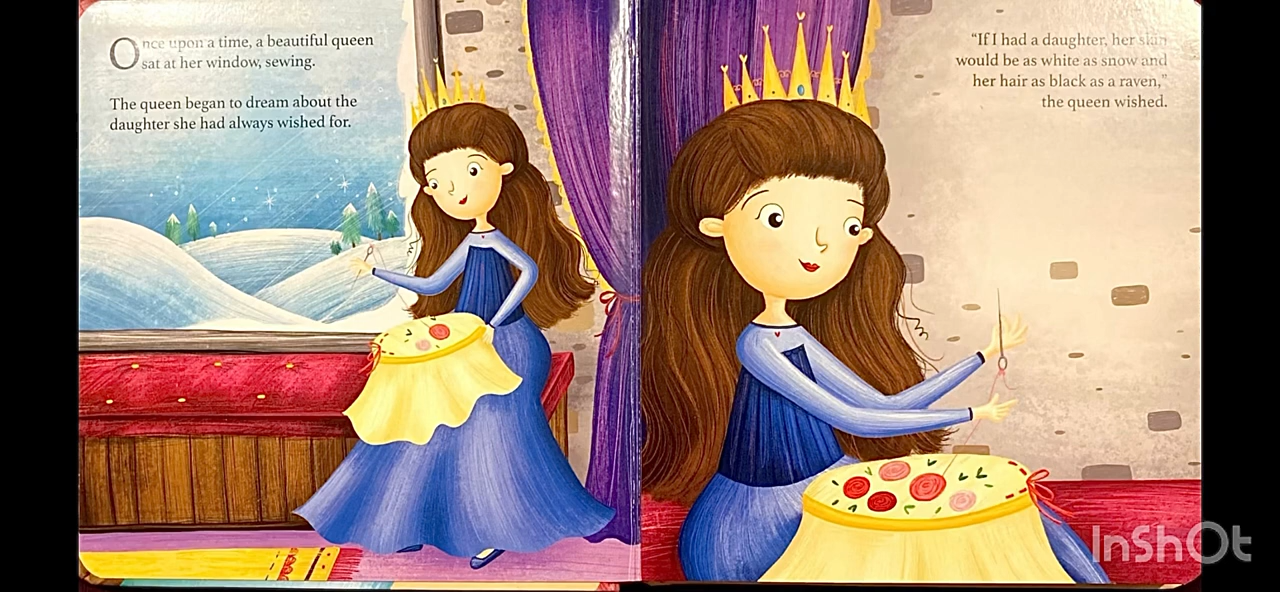 Once upon a time, a beautiful queen
sat at her window, sewing.
The queen began to dream about the
daughter she had always wished for.
“If I had a daughter, her skin
would be as white as snow and
her hair as black as a raven,”
the queen wished.
InShOt